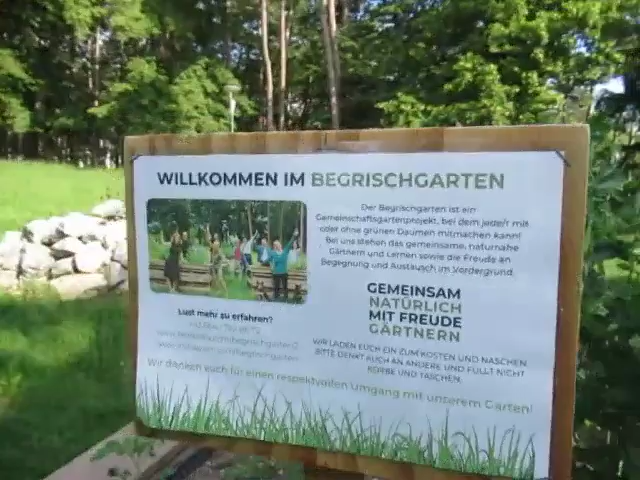 WILLKOMMEN IM BEGRISCHGARTEN
Der Begrischgarten ist ein
Gemeinschaftsgartenprojekt, bei dem jede/r mit
oder ohne grünen Daumen mitmachen kann!
Bei uns stehen das gemeinsame, naturnahe
Gärtnern und Lernen sowie die Freude an
Begegnung und Austausch im Vordergrund.
GEMEINSAM
NATÜRLICH
MIT FREUDE
GÄRTNERN
Lust mehr zu erfahren?
WIR LADEN EUCH EIN ZUM KOSTEN UND NASCHEN
BITTE DENKT AUCH AN ANDERE UND FÜLLT NICHT
KÖRBE UND TASCHEN.
Wir danken euch für einen respektvollen Umgang mit unserem Garten!